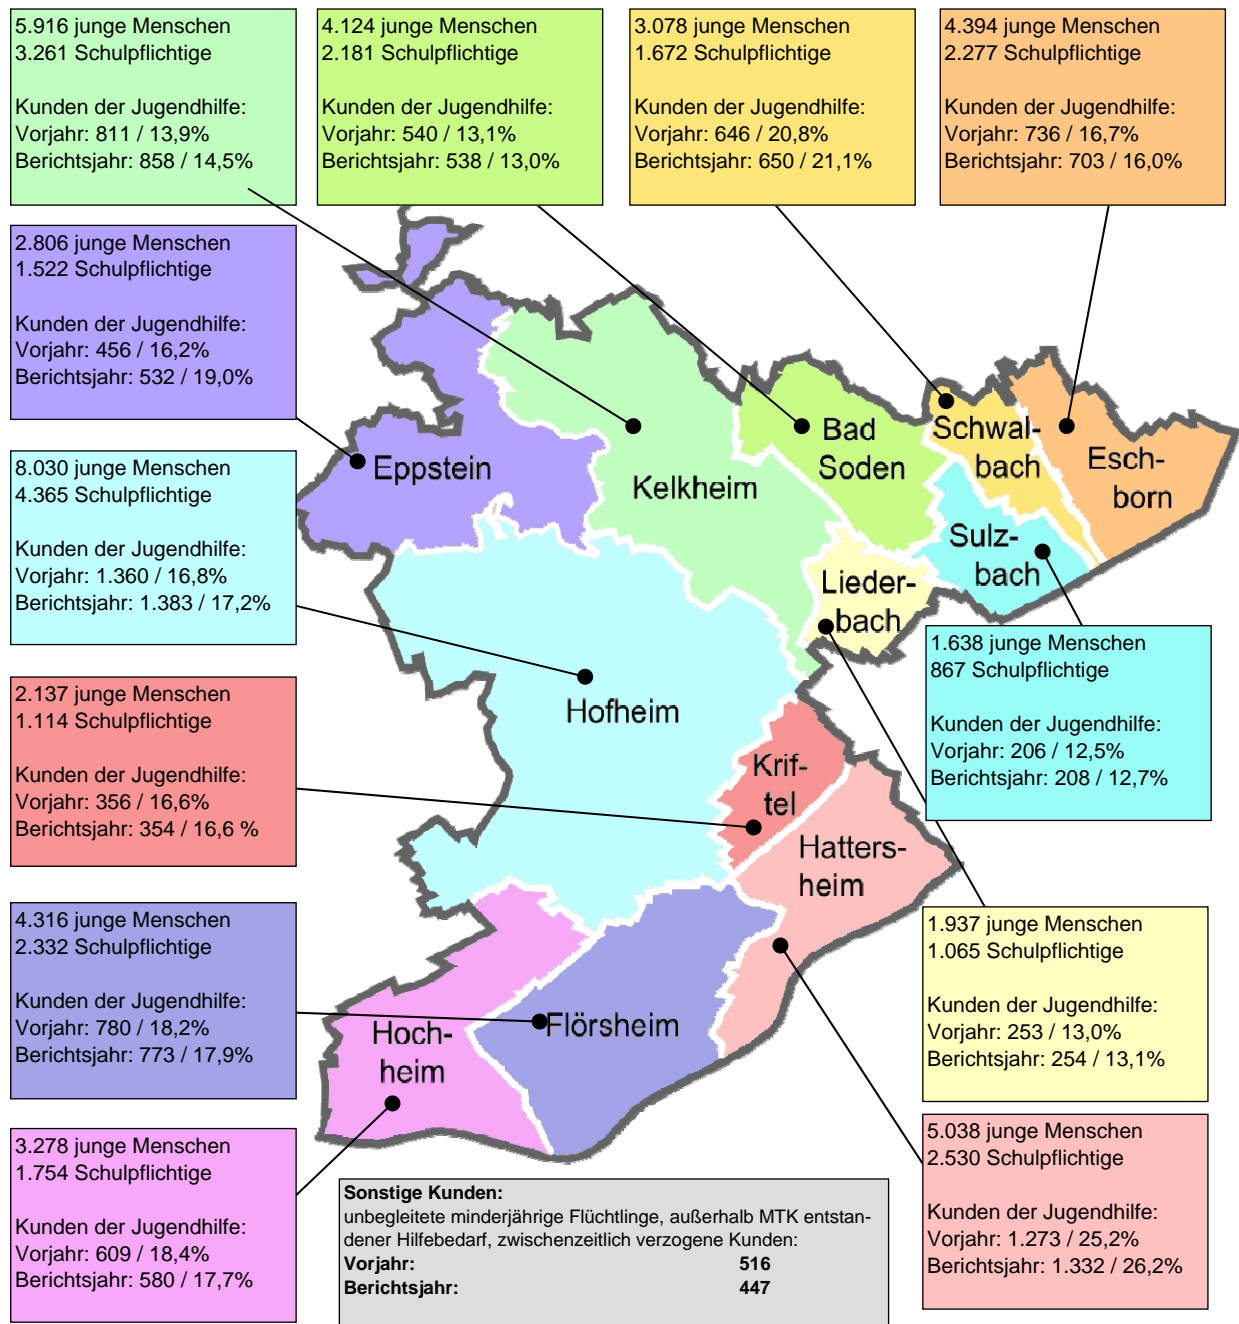 5.916 junge Menschen
3.261 Schulpflichtige
Kunden der Jugendhilfe:
Vorjahr: 811 / 13,9%
Berichtsjahr: 858 / 14,5%
4.124 junge Menschen
2.181 Schulpflichtige
Kunden der Jugendhilfe:
Vorjahr: 540 / 13,1%
Berichtsjahr: 538 / 13,0%
3.078 junge Menschen
1.672 Schulpflichtige
Kunden der Jugendhilfe:
Vorjahr: 646 / 20,8%
Berichtsjahr: 650 / 21,1%
4.394 junge Menschen
2.277 Schulpflichtige
Kunden der Jugendhilfe:
Vorjahr: 736 / 16,7%
Berichtsjahr: 703 / 16,0%
2.806 junge Menschen
1.522 Schulpflichtige
Kunden der Jugendhilfe:
Vorjahr: 456 / 16,2%
Berichtsjahr: 532 / 19,0%
8.030 junge Menschen
4.365 Schulpflichtige
Kunden der Jugendhilfe:
Vorjahr: 1.360 / 16,8%
Berichtsjahr: 1.383 / 17,2%
2.137 junge Menschen
1.114 Schulpflichtige
Kunden der Jugendhilfe:
Vorjahr: 356 / 16,6%
Berichtsjahr: 354 / 16,6 %
4.316 junge Menschen
2.332 Schulpflichtige
Kunden der Jugendhilfe:
Vorjahr: 780 / 18,2%
Berichtsjahr: 773 / 17,9%
3.278 junge Menschen
1.754 Schulpflichtige
Kunden der Jugendhilfe:
Vorjahr: 609 / 18,4%
Berichtsjahr: 580 / 17,7%
Eppstein
Kelkheim
Bad
Soden
Schwal-
bach
Esch-
born
Sulz-
bach
Lieder-
bach
Hofheim
Krif-
tel
Hatters-
heim
Flörsheim
Hoch-
heim
1.638 junge Menschen
867 Schulpflichtige
Kunden der Jugendhilfe:
Vorjahr: 206 / 12,5%
Berichtsjahr: 208 / 12,7%
1.937 junge Menschen
1.065 Schulpflichtige
Kunden der Jugendhilfe:
Vorjahr: 253 / 13,0%
Berichtsjahr: 254 / 13,1%
5.038 junge Menschen
2.530 Schulpflichtige
Kunden der Jugendhilfe:
Vorjahr: 1.273 / 25,2%
Berichtsjahr: 1.332 / 26,2%
Sonstige Kunden:
unbegleitete minderjährige Flüchtlinge, außerhalb MTK entstan-
dener Hilfebedarf, zwischenzeitlich verzogene Kunden:
Vorjahr: 516
Berichtsjahr: 447